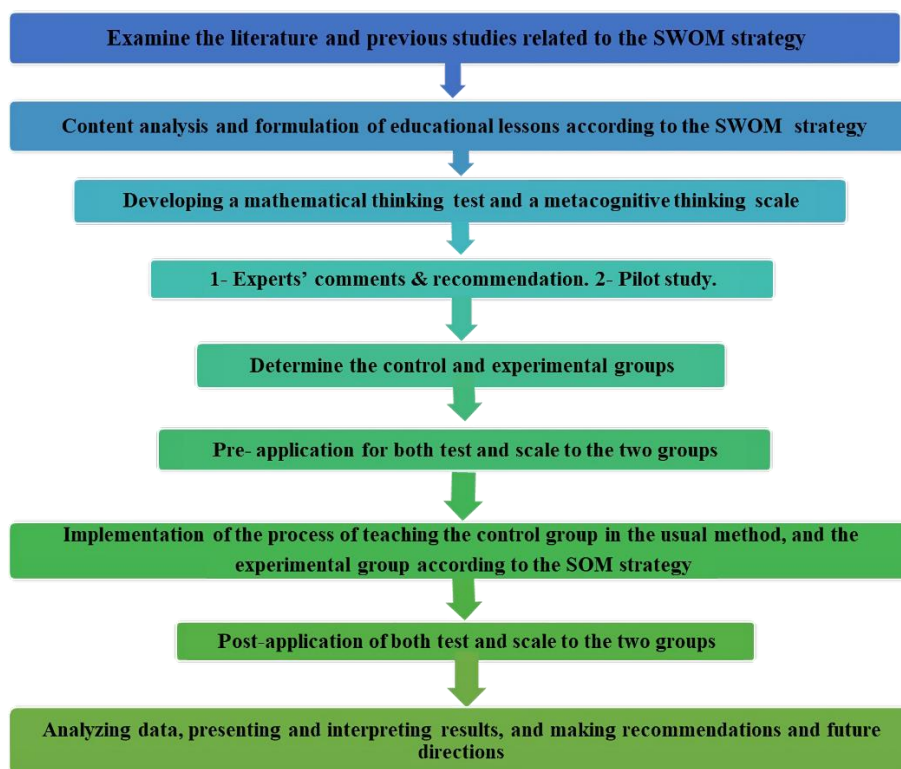 Examine the literature and previous studies related to the SWOM strategy
Content analysis and formulation of educational lessons according to the SWOM strategy
Developing a mathematical thinking test and a metacognitive thinking scale
1- Experts’ comments & recommendation. 2- Pilot study.
Determine the control and experimental groups
Pre- application for both test and scale to the two groups
Implementation of the process of teaching the control group in the usual method, and the
experimental group according to the SOM strategy
Post-application of both test and scale to the two groups
Analyzing data, presenting and interpreting results, and making recommendations and future
directions